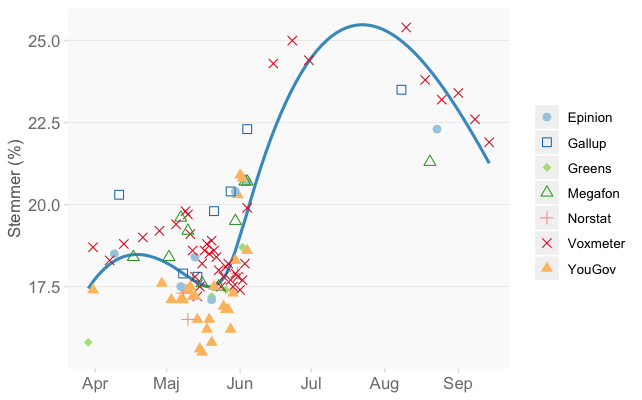 25.0
22.5
20.0
17.5
Stemmer (%)
Apr Maj Jun Jul Aug Sep
Epinion
Gallup
Greens
Megafon
Norstat
Voxmeter
YouGov